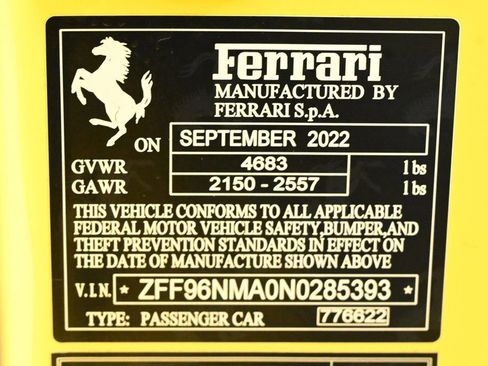 Ferrari
MANUFACTURED BY
FERRARI S.p.A.
ON SEPTEMBER 2022
GVWR 4683 lbs
GAWR 2150 - 2557 lbs
THIS VEHICLE CONFORMS TO ALL APPLICABLE
FEDERAL MOTOR VEHICLE SAFETY,BUMPER,AND
THEFT PREVENTION STANDARDS IN EFFECT ON
THE DATE OF MANUFACTURE SHOWN ABOVE
V.I.N. * ZFF96NMA0N0285393 *
TYPE: PASSENGER CAR 776622